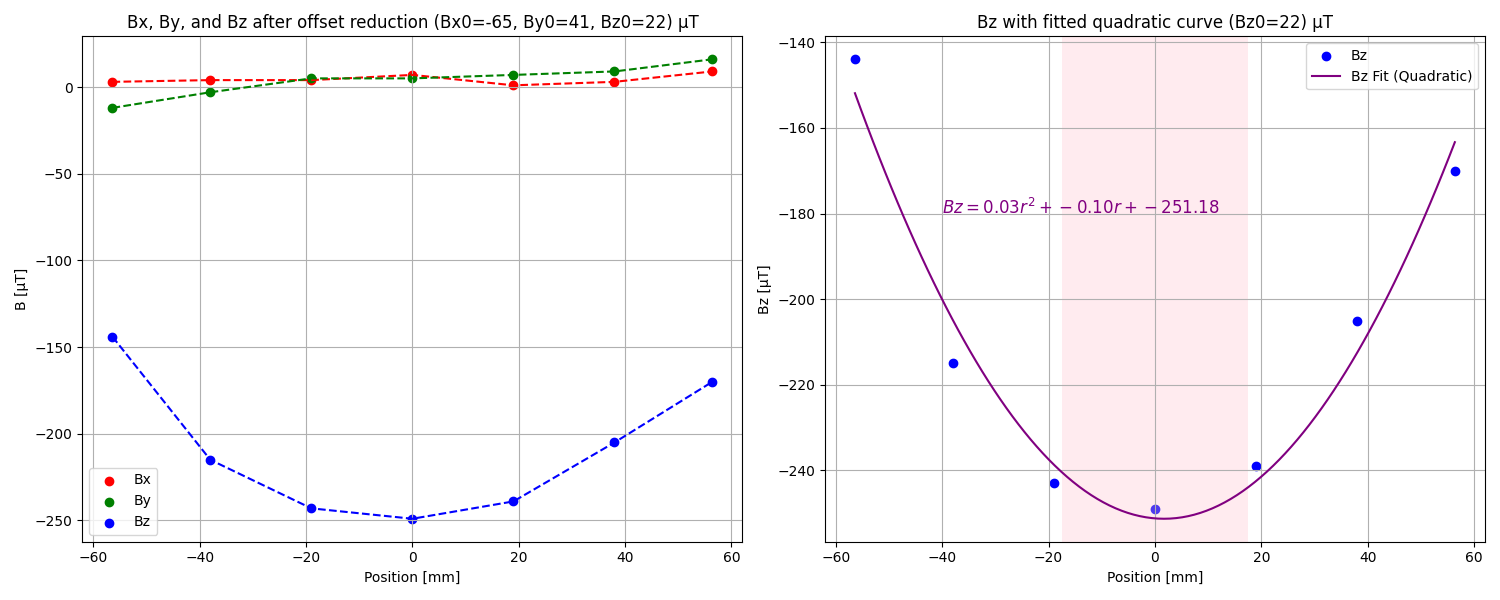 Bx, By, and Bz after offset reduction (Bx0=-65, By0=41, Bz0=22) μT
0
−50
−100
−150
−200
−250
B [μT]
Bx
By
Bz
−60 −40 −20 0 20 40 60
Position [mm]
Bz with fitted quadratic curve (Bz0=22) μT
−140
−160
−180
−200
−220
−240
Bz [μT]
Bz
Bz Fit (Quadratic)
Bz = 0.03r² + −0.10r + −251.18
−60 −40 −20 0 20 40 60
Position [mm]